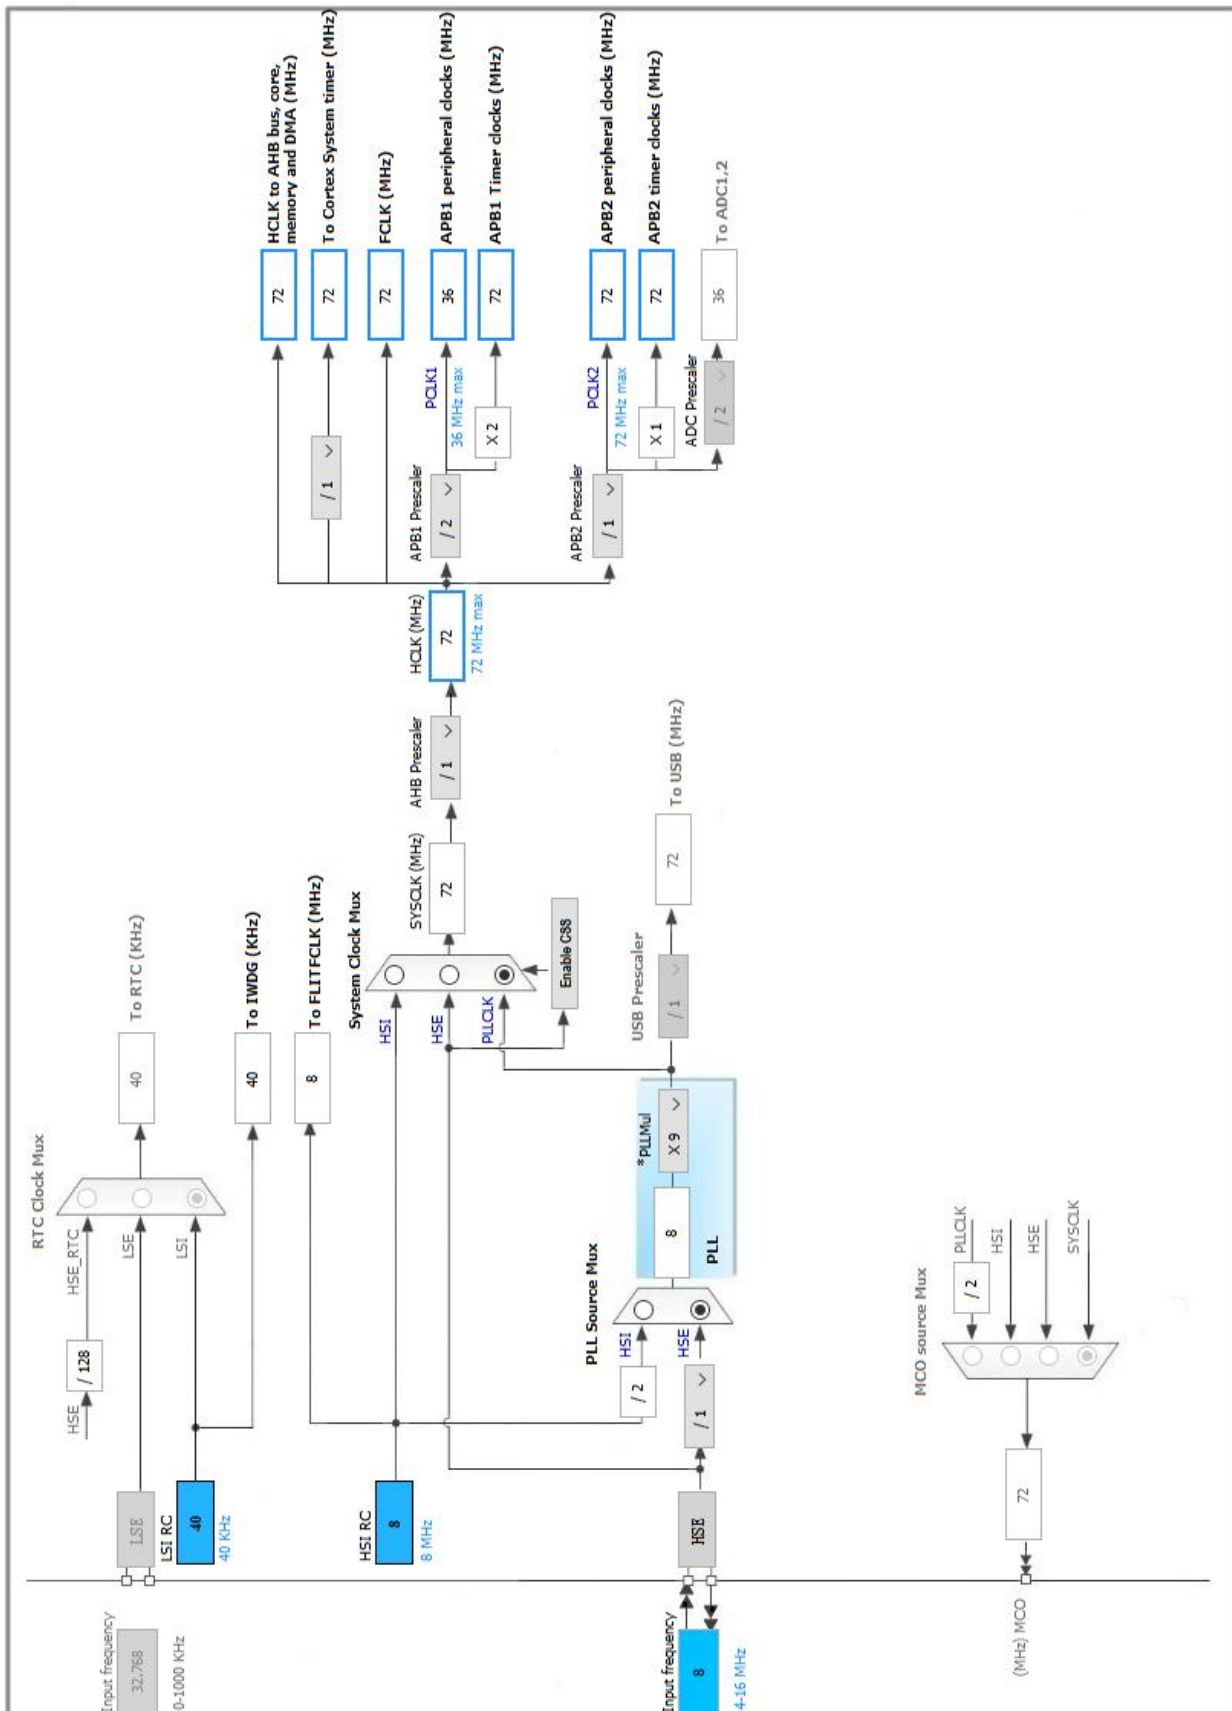 RTC Clock Mux
HSE
/ 128
HSE_RTC
LSE
LSI
40
To RTC (KHz)
Input frequency
32.768
0-1000 KHz
LSE
LSI RC
40
40 KHz
40
To IWDG (KHz)
HSI RC
8
8 MHz
8
To FLITFCLK (MHz)
System Clock Mux
HSI
HSE
PLLCLK
Enable CSS
SYSCLK (MHz)
72
AHB Prescaler
/ 1
HCLK (MHz)
72
72 MHz max
72
HCLK to AHB bus, core,
memory and DMA (MHz)
/ 1
72
To Cortex System timer (MHz)
72
FCLK (MHz)
APB1 Prescaler
/ 2
PCLK1
36 MHz max
36
APB1 peripheral clocks (MHz)
X 2
72
APB1 Timer clocks (MHz)
APB2 Prescaler
/ 1
PCLK2
72 MHz max
72
APB2 peripheral clocks (MHz)
X 1
72
APB2 timer clocks (MHz)
ADC Prescaler
/ 2
36
To ADC1,2
PLL Source Mux
/ 2
HSI
/ 1
HSE
8
*PLLMul
X 9
PLL
USB Prescaler
/ 1
72
To USB (MHz)
Input frequency
8
4-16 MHz
HSE
MCO source Mux
/ 2
PLLCLK
HSI
HSE
SYSCLK
72
(MHz) MCO